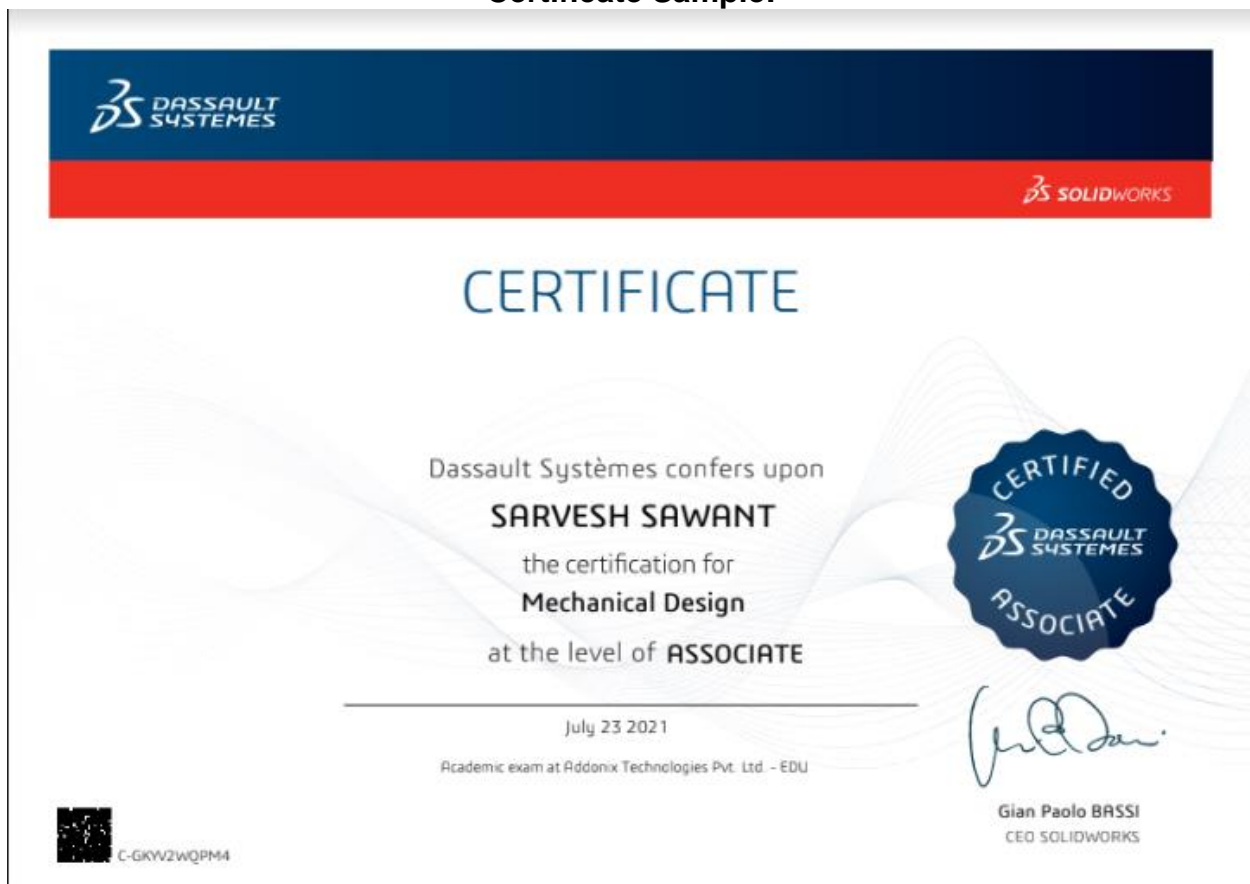 Certificate Sample:
DASSAULT
SYSTEMES
SOLIDWORKS
CERTIFICATE
Dassault Systèmes confers upon
SARVESH SAWANT
the certification for
Mechanical Design
at the level of ASSOCIATE
July 23 2021
Academic exam at Addonix Technologies Pvt. Ltd. - EDU
CERTIFIED
DASSAULT
SYSTEMES
ASSOCIATE
Gian Paolo BASSI
CEO SOLIDWORKS
C-GKYV2WQPM4